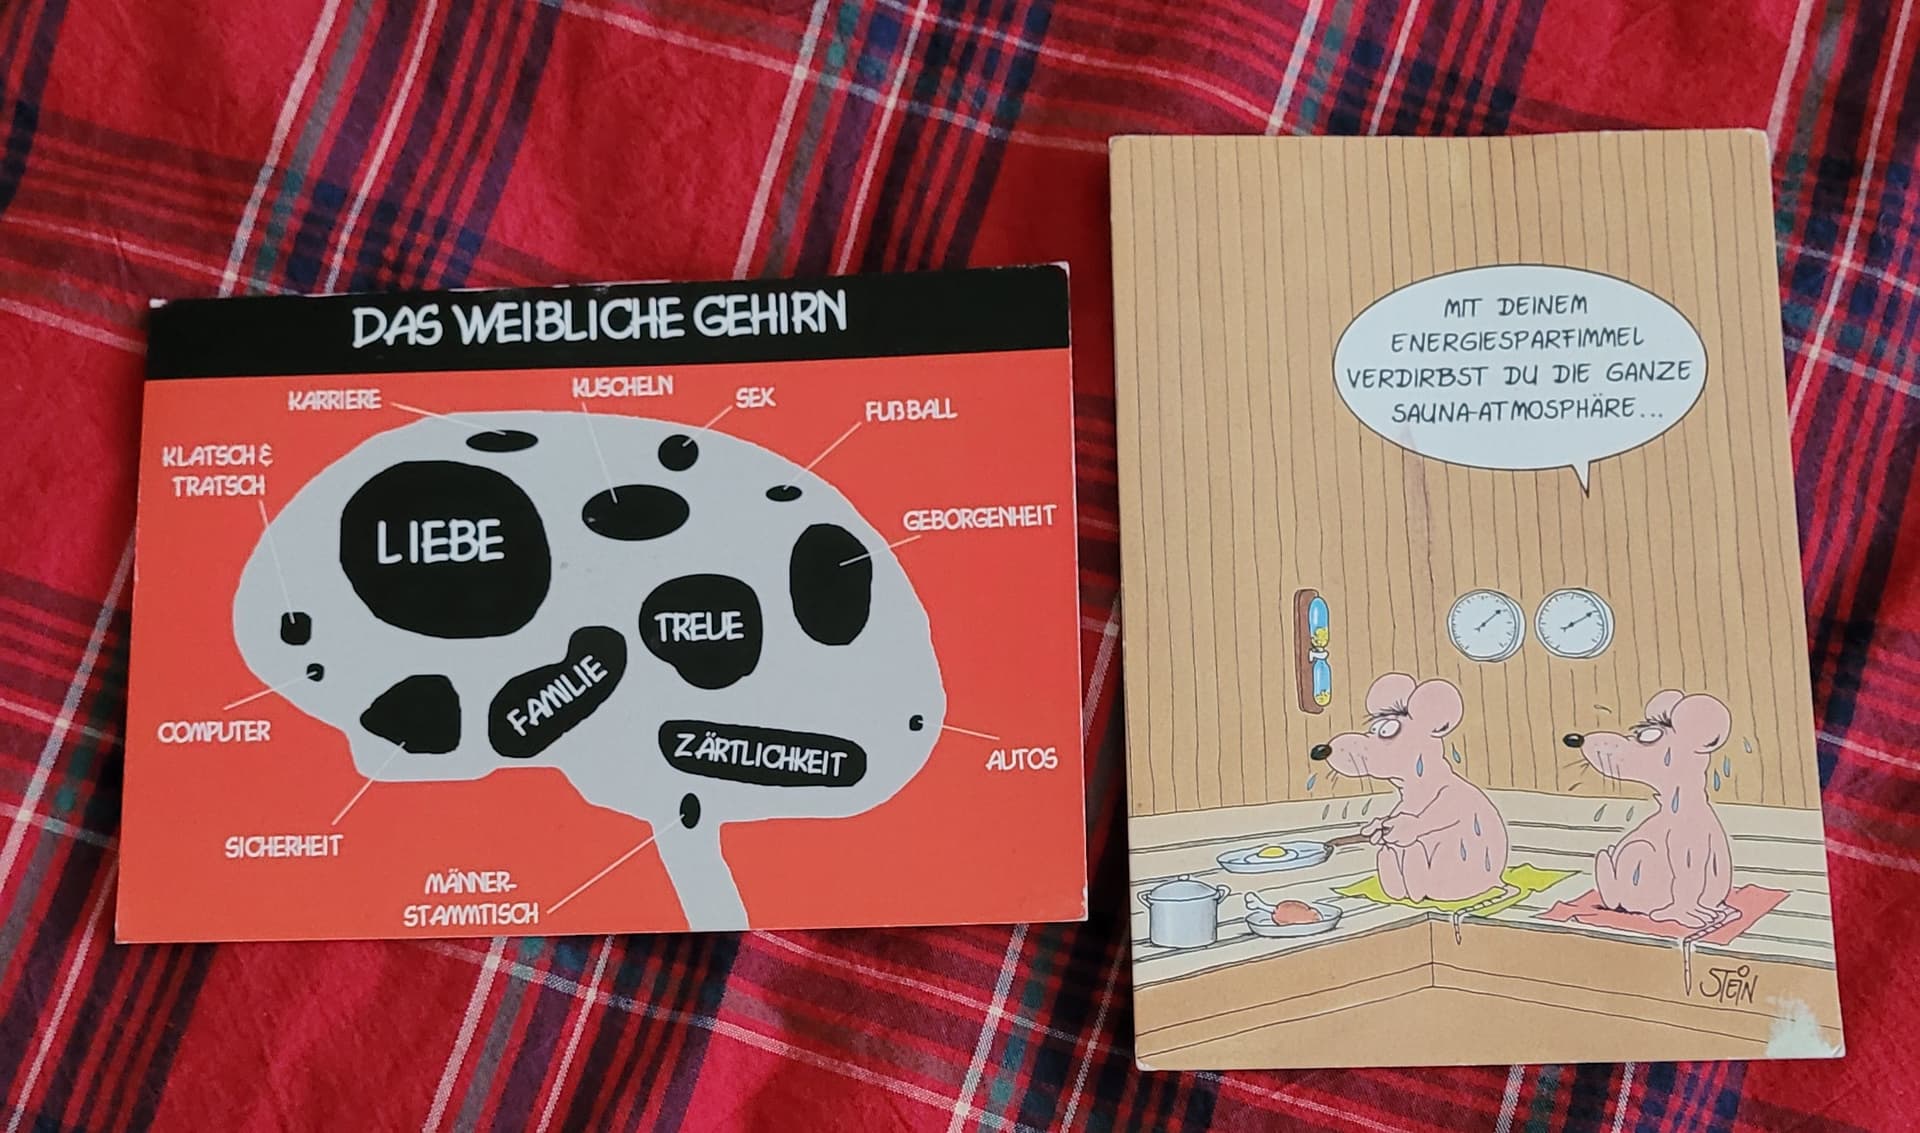 DAS WEIBLICHE GEHIRN
KARRIERE
KUSCHELN
SEX
FUßBALL
KLATSCH &
TRATSCH
LIEBE
GEBORGENHEIT
TREUE
FAMILIE
COMPUTER
ZÄRTLICHKEIT
AUTOS
SICHERHEIT
MÄNNER-
STAMMTISCH
MIT DEINEM
ENERGIESPARFIMMEL
VERDIRBST DU DIE GANZE
SAUNA-ATMOSPHÄRE...
STEIN